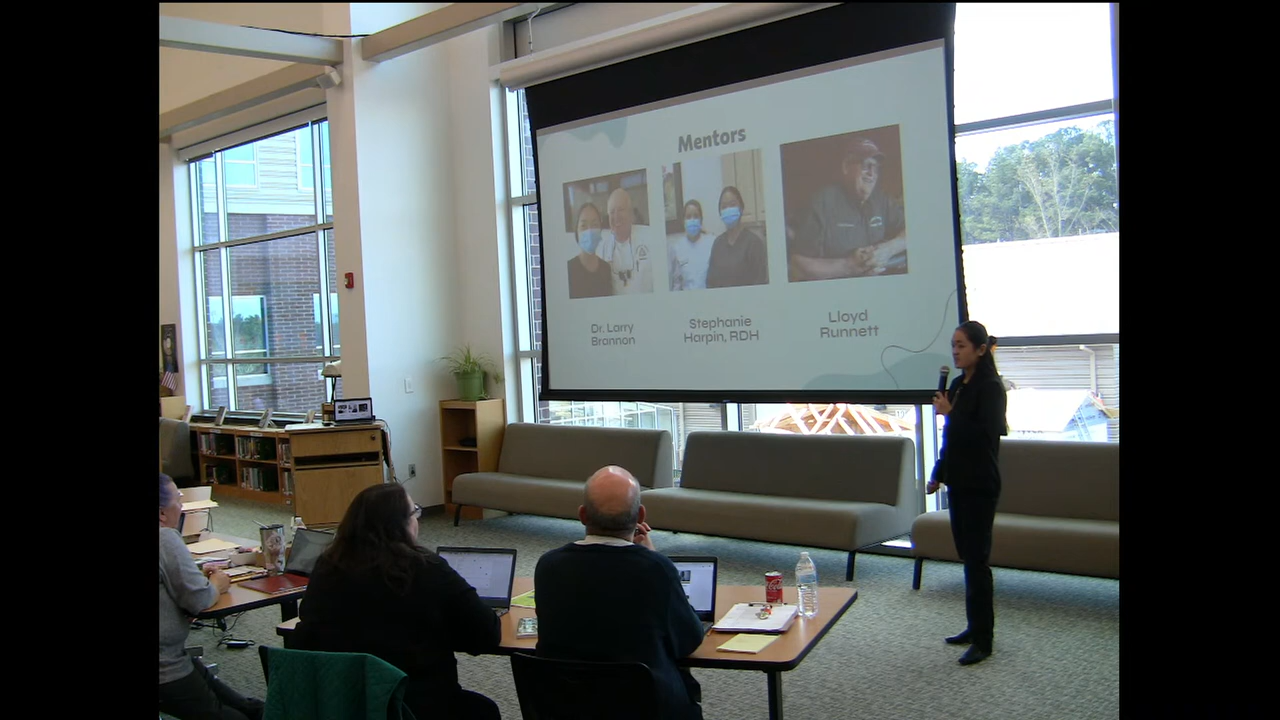 Mentors
Dr. Larry
Brannon
Stephanie
Harpin, RDH
Lloyd
Runnett